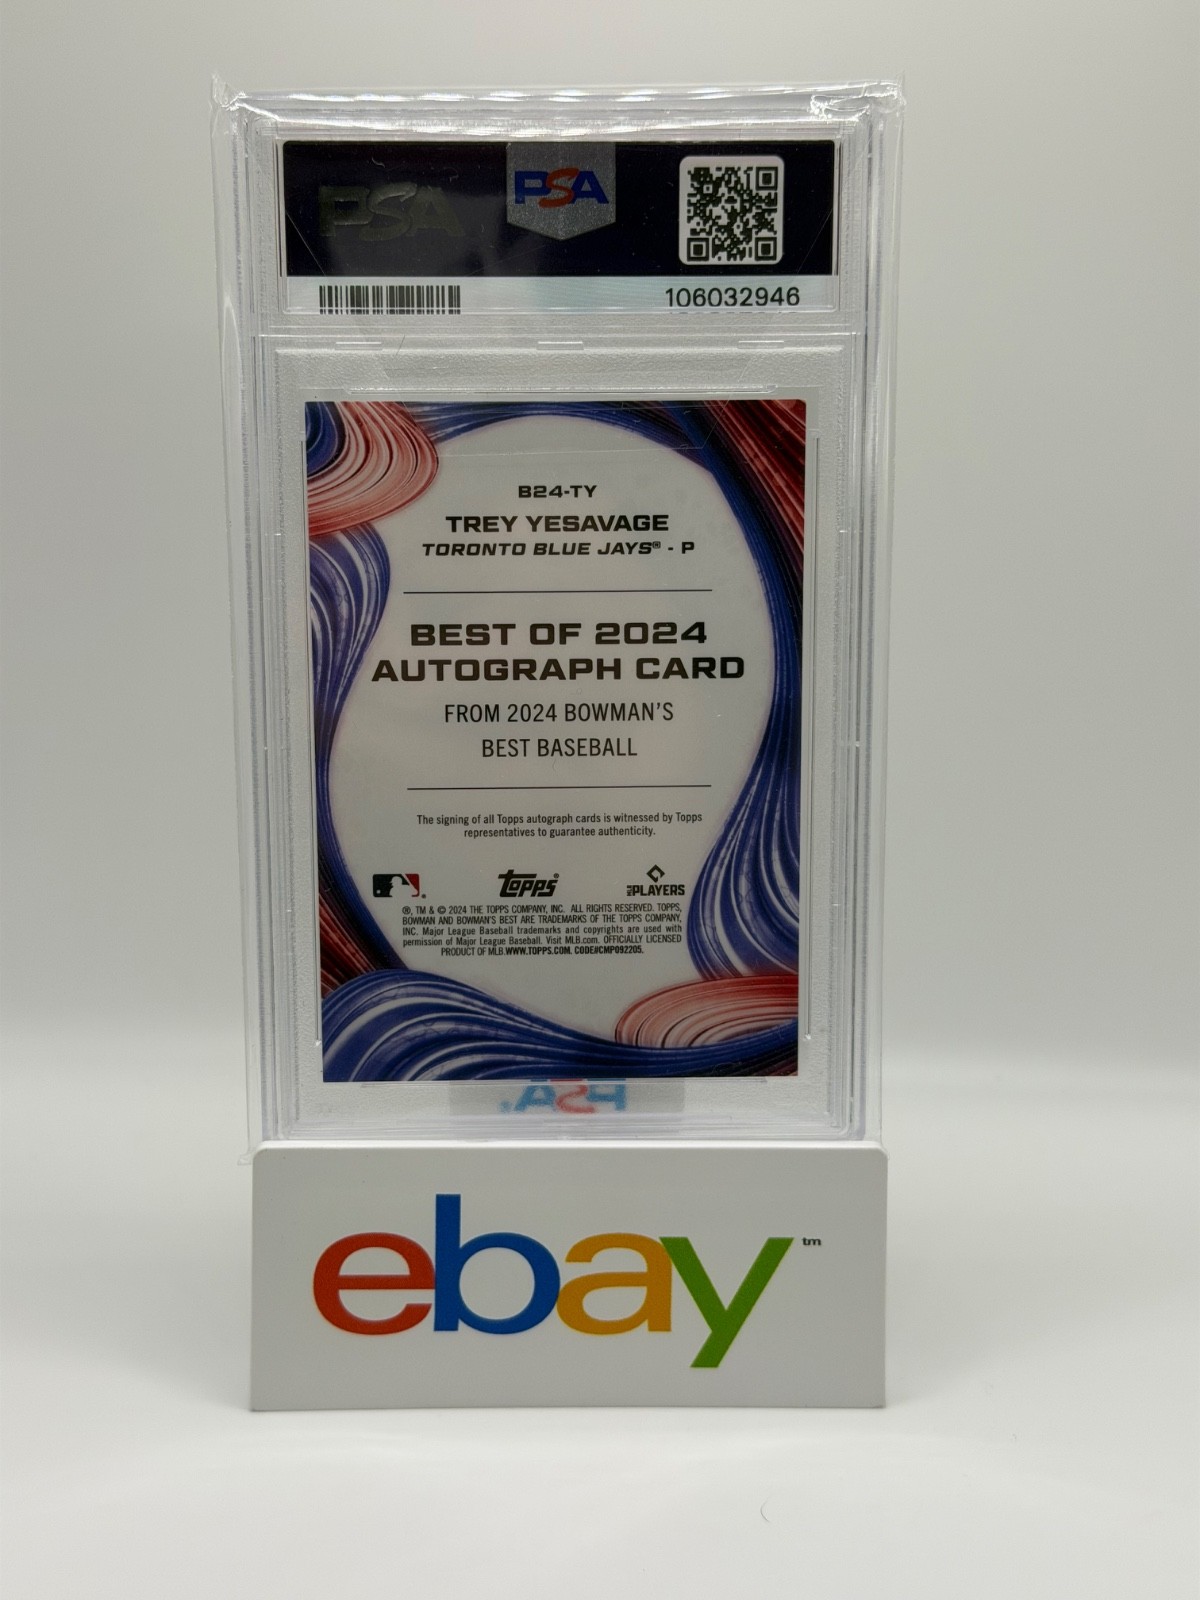 PSA
PSA
106032946
B24-TY
TREY YESAVAGE
TORONTO BLUE JAYS® - P
BEST OF 2024
AUTOGRAPH CARD
FROM 2024 BOWMAN'S
BEST BASEBALL
The signing of all Topps autograph cards is witnessed by Topps
representatives to guarantee authenticity.
topps®
MLB PLAYERS
®, TM & © 2024 THE TOPPS COMPANY, INC. ALL RIGHTS RESERVED. TOPPS,
BOWMAN AND BOWMAN'S BEST ARE TRADEMARKS OF THE TOPPS COMPANY,
INC. Major League Baseball trademarks and copyrights are used with
permission of Major League Baseball. Visit MLB.com. OFFICIALLY LICENSED
PRODUCT OF MLB.WWW.TOPPS.COM. CODE#CMP092205.
PSA
ebay™